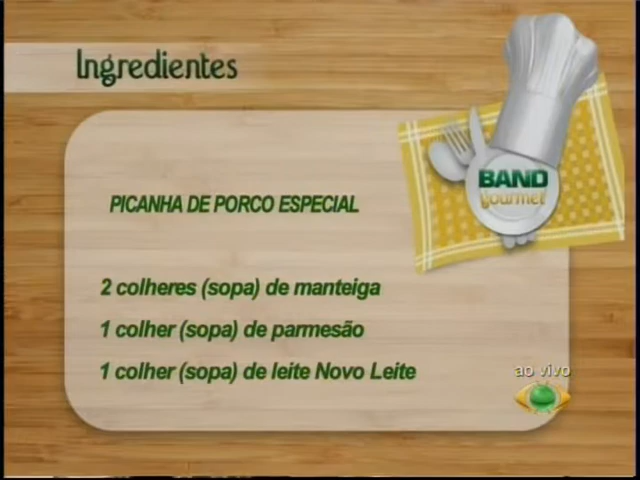 Ingredientes
BAND
gourmet
PICANHA DE PORCO ESPECIAL
2 colheres (sopa) de manteiga
1 colher (sopa) de parmesão
1 colher (sopa) de leite Novo Leite
ao vivo